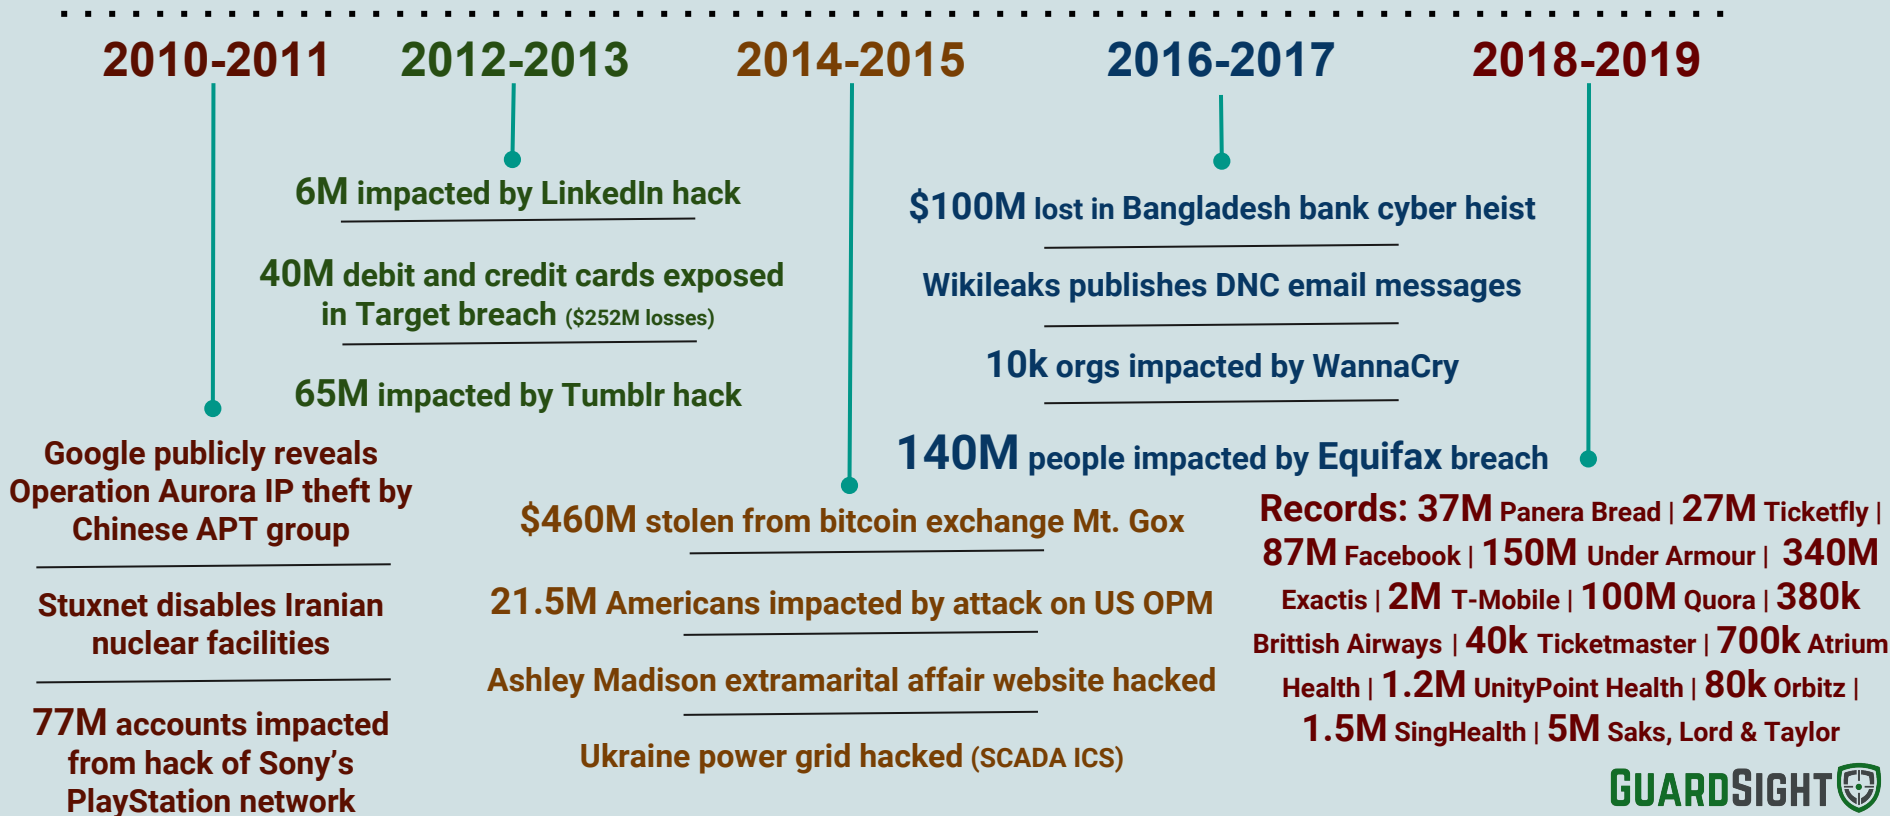 2010-2011
Google publicly reveals
Operation Aurora IP theft by
Chinese APT group
Stuxnet disables Iranian
nuclear facilities
77M accounts impacted
from hack of Sony’s
PlayStation network
2012-2013
6M impacted by LinkedIn hack
40M debit and credit cards exposed
in Target breach ($252M losses)
65M impacted by Tumblr hack
2014-2015
$460M stolen from bitcoin exchange Mt. Gox
21.5M Americans impacted by attack on US OPM
Ashley Madison extramarital affair website hacked
Ukraine power grid hacked (SCADA ICS)
2016-2017
$100M lost in Bangladesh bank cyber heist
Wikileaks publishes DNC email messages
10k orgs impacted by WannaCry
140M people impacted by Equifax breach
2018-2019
Records: 37M Panera Bread | 27M Ticketfly |
87M Facebook | 150M Under Armour | 340M
Exactis | 2M T-Mobile | 100M Quora | 380k
Brittish Airways | 40k Ticketmaster | 700k Atrium
Health | 1.2M UnityPoint Health | 80k Orbitz |
1.5M SingHealth | 5M Saks, Lord & Taylor
GUARDSIGHT